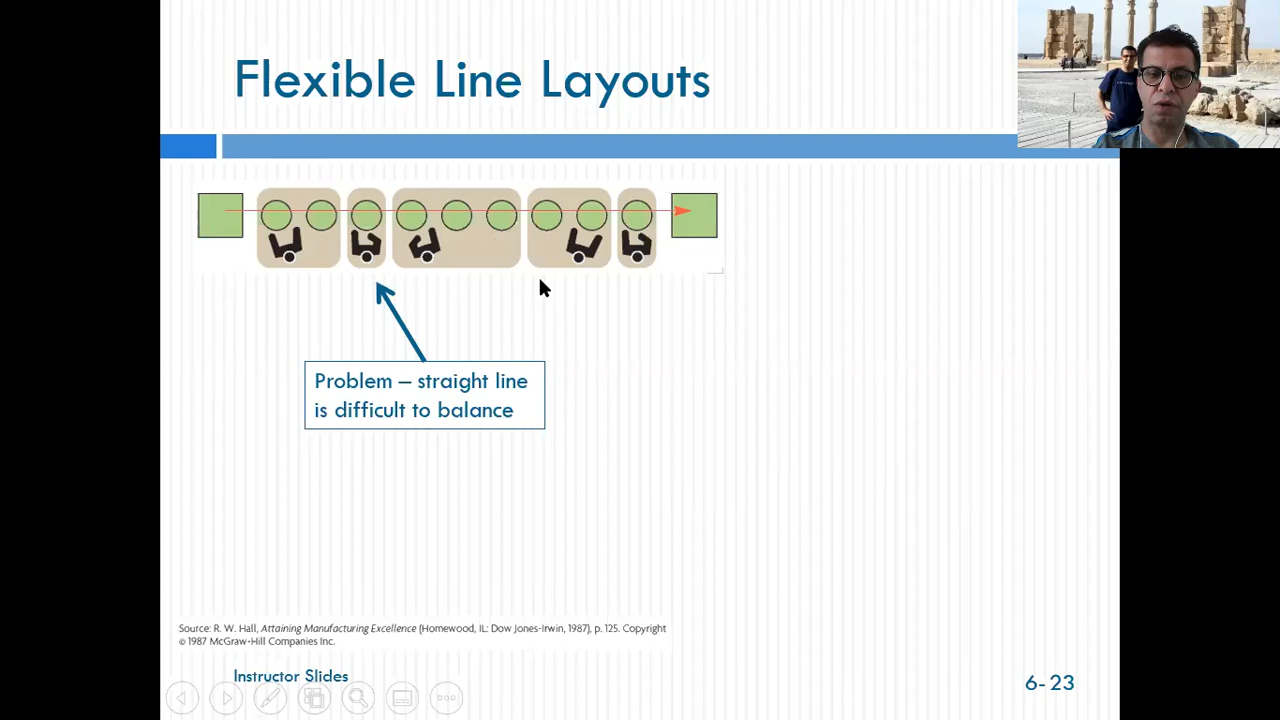 Flexible Line Layouts
Problem – straight line
is difficult to balance
Source: R. W. Hall, Attaining Manufacturing Excellence (Homewood, IL: Dow Jones-Irwin, 1987), p. 125. Copyright
© 1987 McGraw-Hill Companies Inc.
Instructor Slides
6- 23